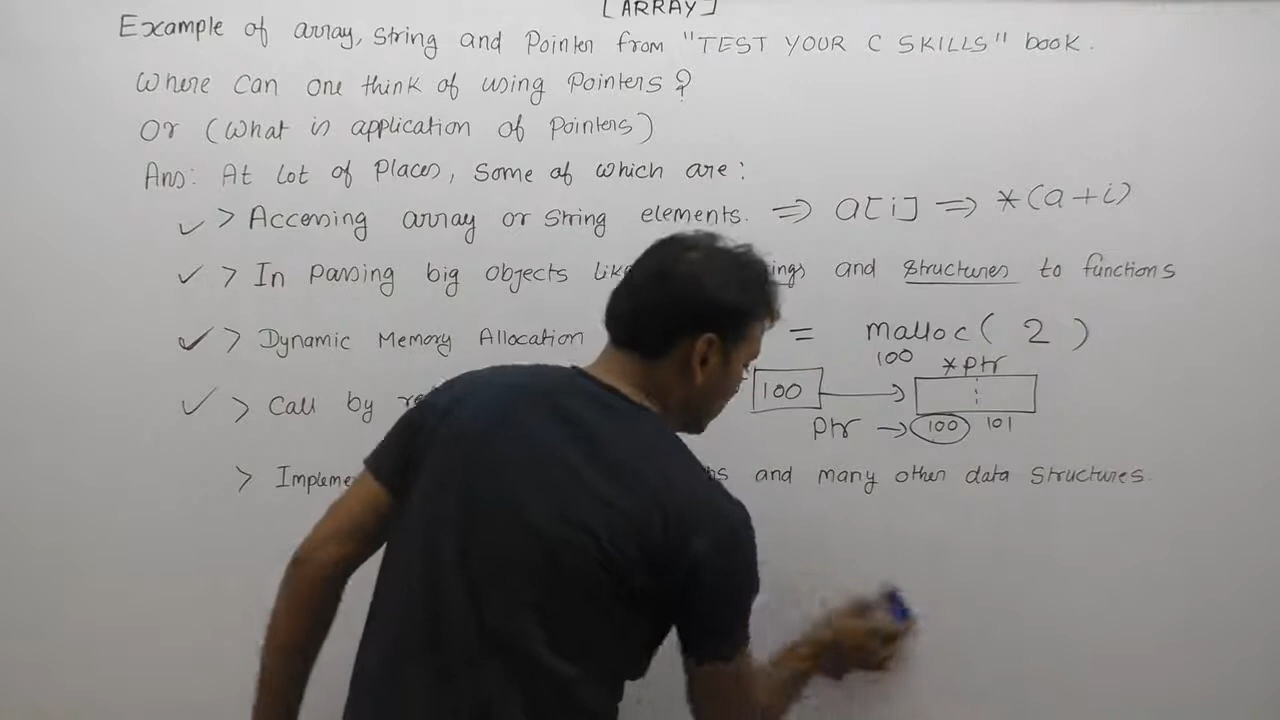 [ARRAY]
Example of array, string and Pointer from "TEST YOUR C SKILLS" book.
Where can one think of using Pointers?
Or (What is application of Pointers)
Ans: At Lot of Places, Some of which are:
✓ > Accessing array or string elements. ⇒ a[i] ⇒ *(a+i)
✓ > In Passing big objects and structures to functions
✓ > Dynamic Memory Allocation = malloc( 2 )
100 *ptr
✓ > Call by 100
ptr → 100 101
> and many other data structures.